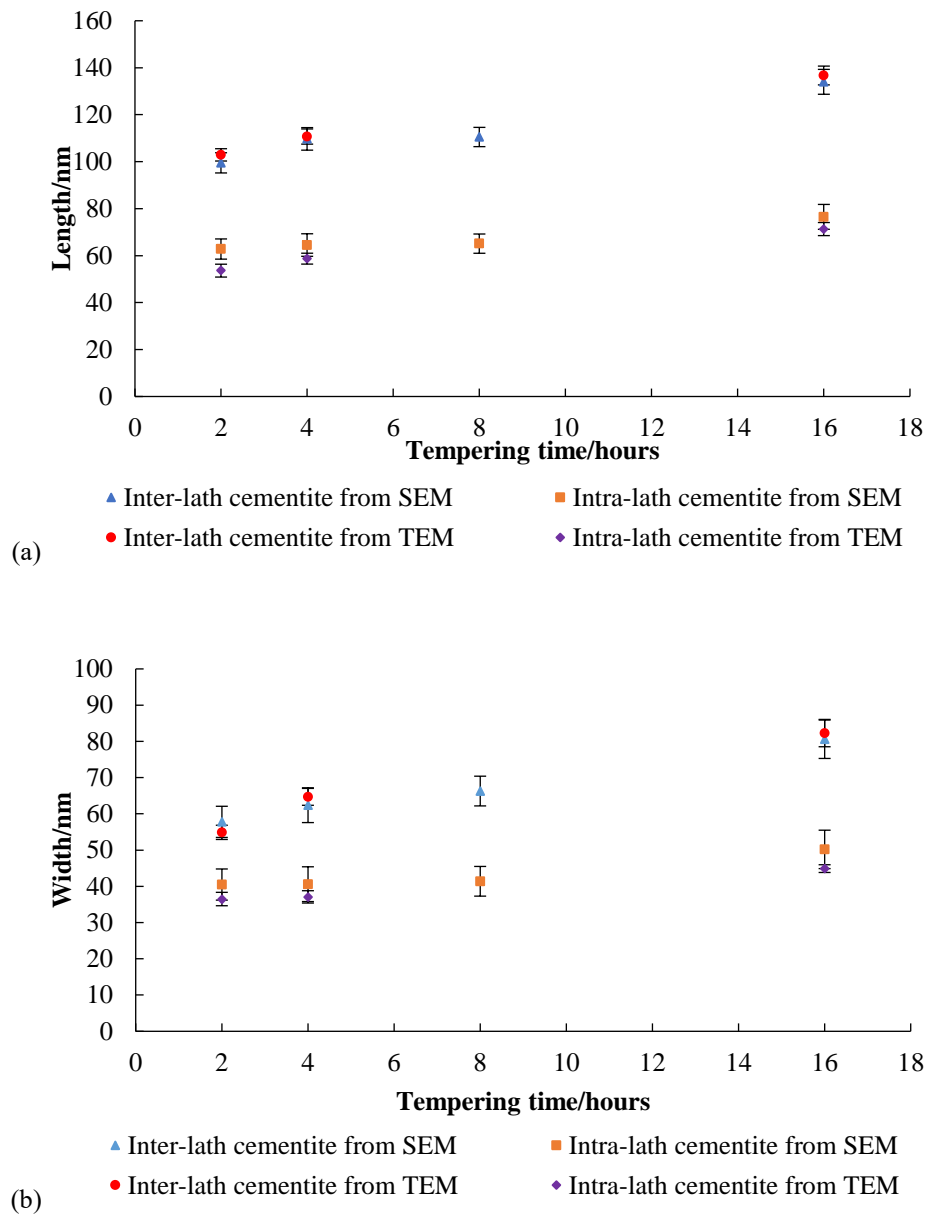 160
140
120
100
80
60
40
20
0
Length/nm
0 2 4 6 8 10 12 14 16 18
Tempering time/hours
Inter-lath cementite from SEM Intra-lath cementite from SEM
Inter-lath cementite from TEM Intra-lath cementite from TEM
(a)
100
90
80
70
60
50
40
30
20
10
0
Width/nm
0 2 4 6 8 10 12 14 16 18
Tempering time/hours
Inter-lath cementite from SEM Intra-lath cementite from SEM
Inter-lath cementite from TEM Intra-lath cementite from TEM
(b)